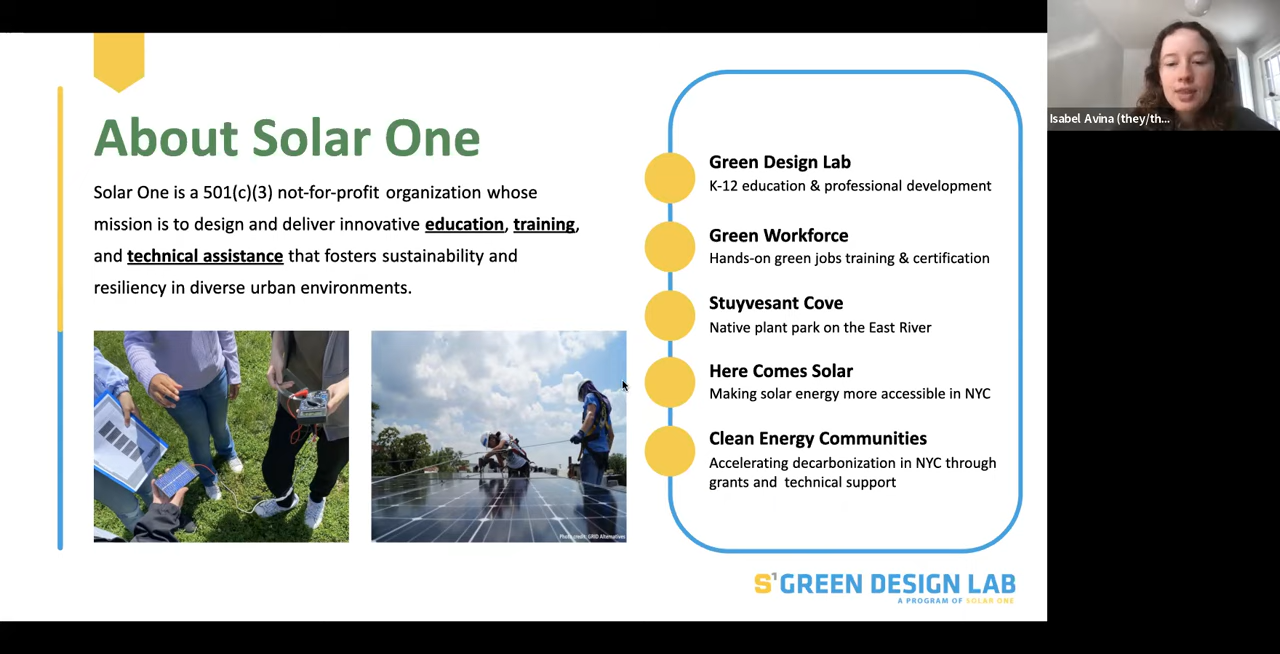 About Solar One
Solar One is a 501(c)(3) not-for-profit organization whose
mission is to design and deliver innovative education, training,
and technical assistance that fosters sustainability and
resiliency in diverse urban environments.
Photo credit: GRID Alternatives
Green Design Lab
K-12 education & professional development
Green Workforce
Hands-on green jobs training & certification
Stuyvesant Cove
Native plant park on the East River
Here Comes Solar
Making solar energy more accessible in NYC
Clean Energy Communities
Accelerating decarbonization in NYC through
grants and technical support
S1 GREEN DESIGN LAB
A PROGRAM OF SOLAR ONE
Isabel Avina (they/th...